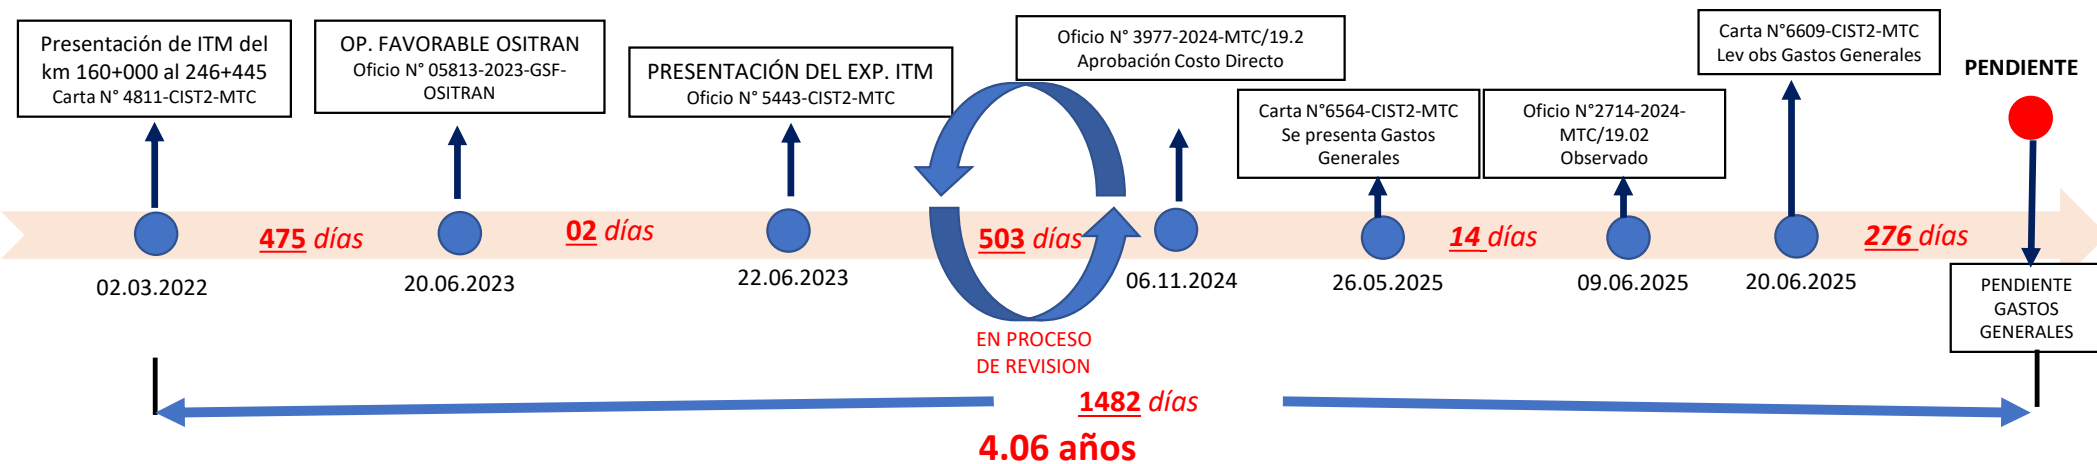 Presentación de ITM del
km 160+000 al 246+445
Carta N° 4811-CIST2-MTC
OP. FAVORABLE OSITRAN
Oficio N° 05813-2023-GSF-
OSITRAN
PRESENTACIÓN DEL EXP. ITM
Oficio N° 5443-CIST2-MTC
Oficio N° 3977-2024-MTC/19.2
Aprobación Costo Directo
Carta N°6564-CIST2-MTC
Se presenta Gastos
Generales
Oficio N°2714-2024-
MTC/19.02
Observado
Carta N°6609-CIST2-MTC
Lev obs Gastos Generales
PENDIENTE
475 días
02 días
503 días
14 días
276 días
02.03.2022
20.06.2023
22.06.2023
06.11.2024
26.05.2025
09.06.2025
20.06.2025
PENDIENTE
GASTOS
GENERALES
EN PROCESO
DE REVISION
1482 días
4.06 años